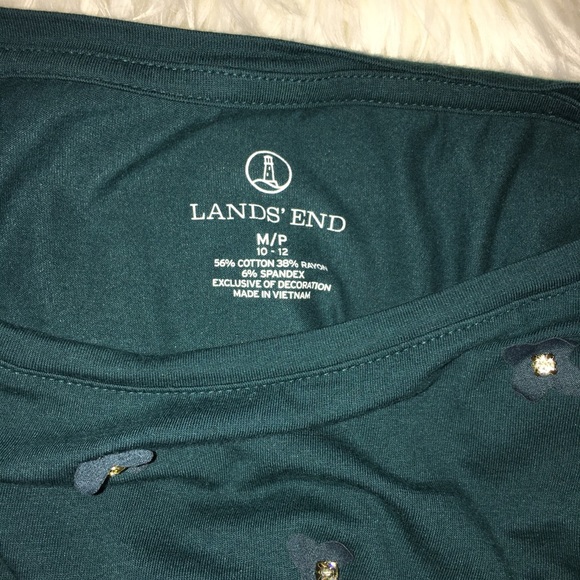 LANDS' END
M/P
10 - 12
56% COTTON 38% RAYON
6% SPANDEX
EXCLUSIVE OF DECORATION
MADE IN VIETNAM